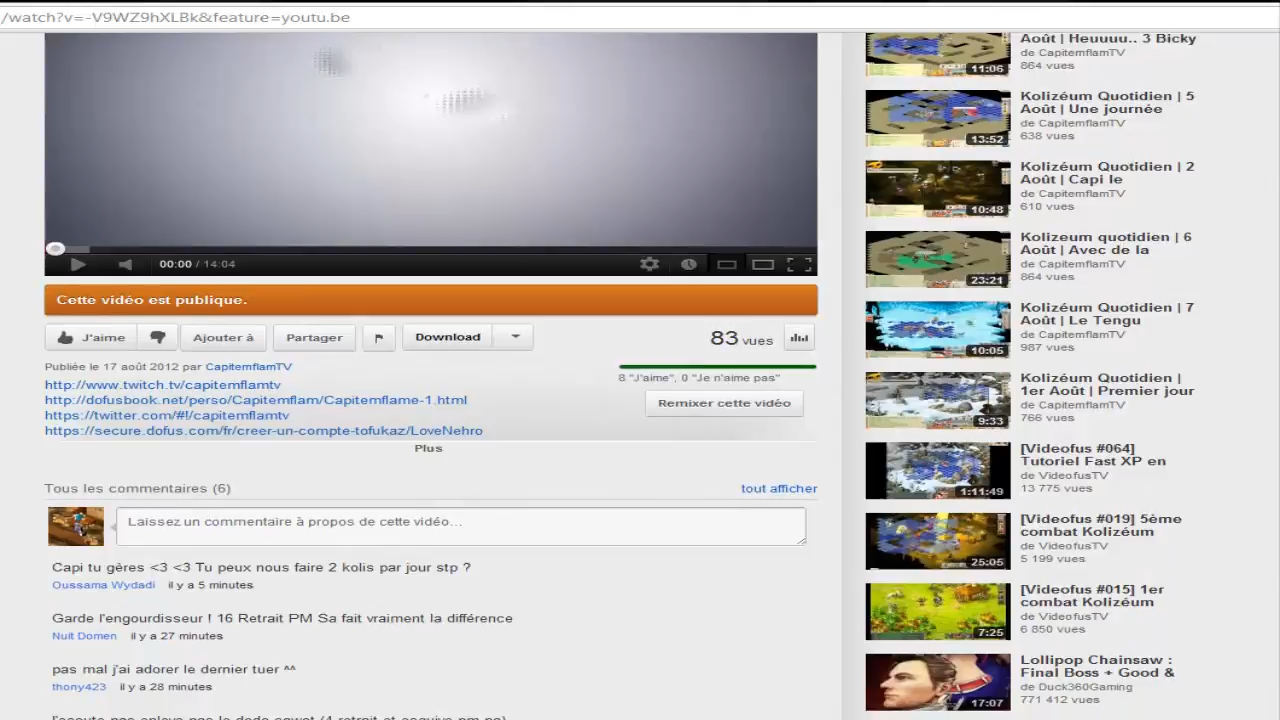 /watch?v=-V9WZ9hXLBk&feature=youtu.be
00:00 / 14:04
Cette vidéo est publique.
J'aime
Ajouter à
Partager
Download
83 vues
Publiée le 17 août 2012 par CapitemflamTV
8 "J'aime", 0 "Je n'aime pas"
http://www.twitch.tv/capitemflamtv
http://dofusbook.net/perso/Capitemflam/Capitemflame-1.html
https://twitter.com/#!/capitemflamtv
https://secure.dofus.com/fr/ -compte-tofukaz/LoveNehro
Remixer cette vidéo
Plus
Tous les commentaires (6)
tout afficher
Laissez un commentaire à propos de cette vidéo...
Capi tu gères <3 <3 Tu peux nous faire 2 kolis par jour stp ?
Oussama Wydadi il y a 5 minutes
Garde l'engourdisseur ! 16 Retrait PM Sa fait vraiment la différence
Nuit Domen il y a 27 minutes
pas mal j'ai adorer le dernier tuer ^^
thony423 il y a 28 minutes
11:06
Août | Heuuuu.. 3 Bicky
de CapitemflamTV
864 vues
13:52
Kolizéum Quotidien | 5
Août | Une journée
de CapitemflamTV
638 vues
10:48
Kolizéum Quotidien | 2
Août | Capi le
de CapitemflamTV
610 vues
23:21
Kolizeum quotidien | 6
Août | Avec de la
de CapitemflamTV
864 vues
10:05
Kolizéum Quotidien | 7
Août | Le Tengu
de CapitemflamTV
987 vues
9:33
Kolizéum Quotidien |
1er Août | Premier jour
de CapitemflamTV
766 vues
1:11:49
[Videofus #064]
Tutoriel Fast XP en
de VideofusTV
13 775 vues
25:05
[Videofus #019] 5ème
combat Kolizéum
de VideofusTV
5 199 vues
7:25
[Videofus #015] 1er
combat Kolizéum
de VideofusTV
6 850 vues
17:07
Lollipop Chainsaw :
Final Boss + Good &
de Duck360Gaming
771 412 vues